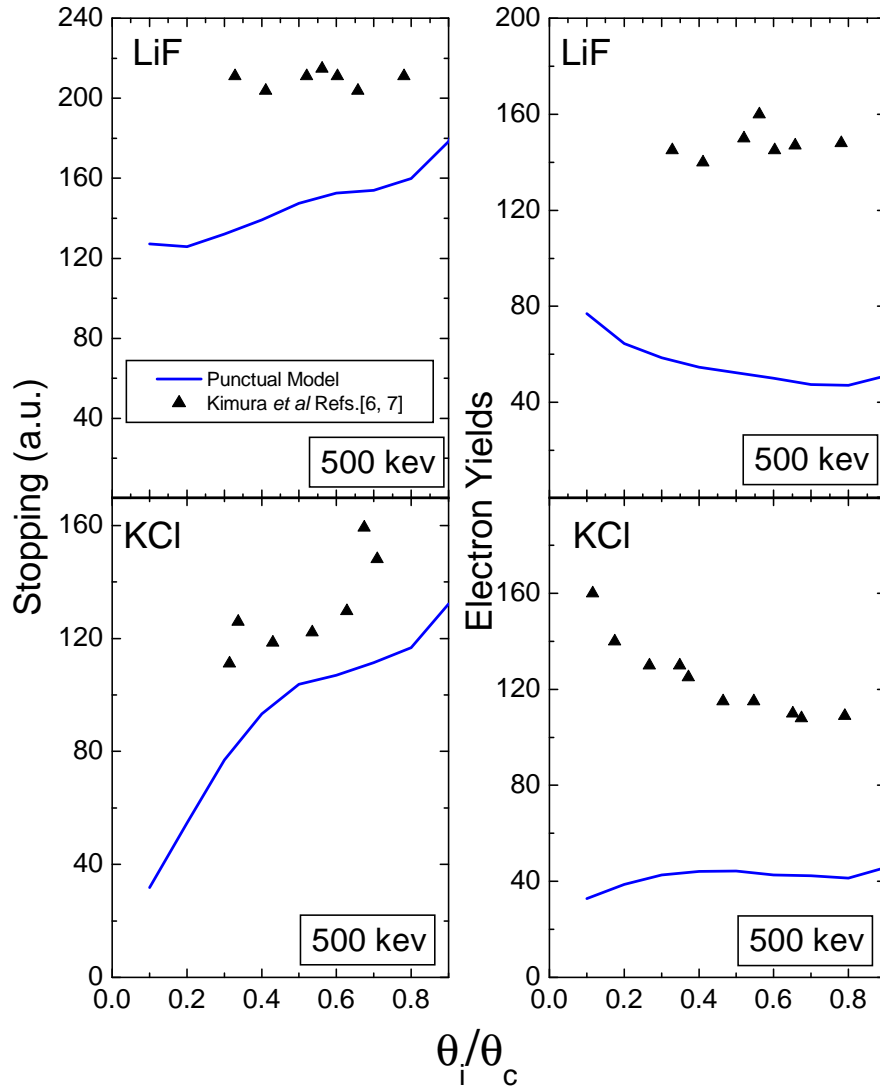 240
200
160
120
80
40
LiF
Punctual Model
Kimura et al Refs.[6, 7]
500 kev
200
160
120
80
40
LiF
500 kev
Stopping (a.u.)
Electron Yields
160
120
80
40
0
KCl
500 kev
0.0 0.2 0.4 0.6 0.8
160
120
80
40
0
KCl
500 kev
0.0 0.2 0.4 0.6 0.8
θi/θc